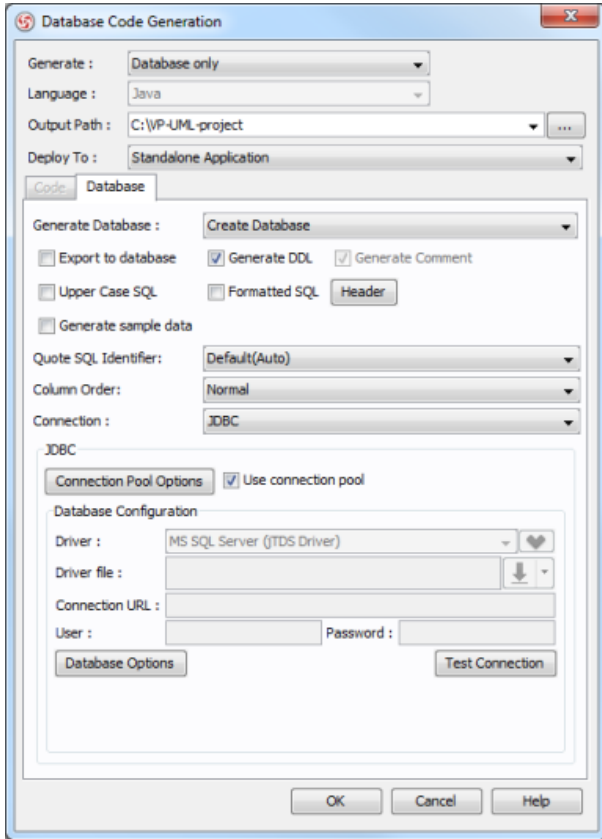 Database Code Generation
Generate : Database only
Language : Java
Output Path : C:\VP-UML-project ...
Deploy To : Standalone Application
Code Database
Generate Database : Create Database
Export to database Generate DDL Generate Comment
Upper Case SQL Formatted SQL Header
Generate sample data
Quote SQL Identifier: Default(Auto)
Column Order: Normal
Connection : JDBC
JDBC
Connection Pool Options Use connection pool
Database Configuration
Driver : MS SQL Server (jTDS Driver)
Driver file :
Connection URL :
User : Password :
Database Options Test Connection
OK Cancel Help